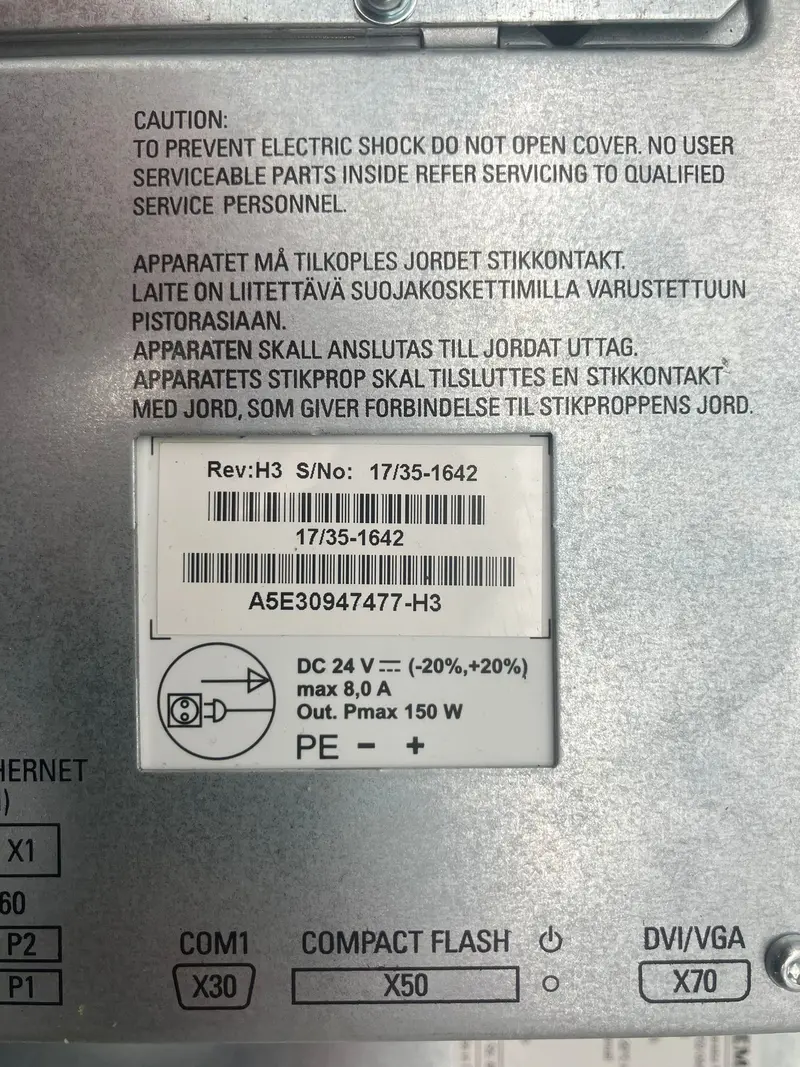 CAUTION:
TO PREVENT ELECTRIC SHOCK DO NOT OPEN COVER. NO USER
SERVICEABLE PARTS INSIDE REFER SERVICING TO QUALIFIED
SERVICE PERSONNEL.
APPARATET MÅ TILKOPLES JORDET STIKKONTAKT.
LAITE ON LIITETTÄVÄ SUOJAKOSKETTIMILLA VARUSTETTUUN
PISTORASIAAN.
APPARATEN SKALL ANSLUTAS TILL JORDAT UTTAG.
APPARATETS STIKPROP SKAL TILSLUTTES EN STIKKONTAKT
MED JORD, SOM GIVER FORBINDELSE TIL STIKPROPPENS JORD.
Rev:H3 S/No: 17/35-1642
17/35-1642
A5E30947477-H3
DC 24 V (-20%,+20%)
max 8,0 A
Out. Pmax 150 W
PE – +
HERNET
)
X1
60
P2
P1
COM1
X30
COMPACT FLASH
X50
DVI/VGA
X70